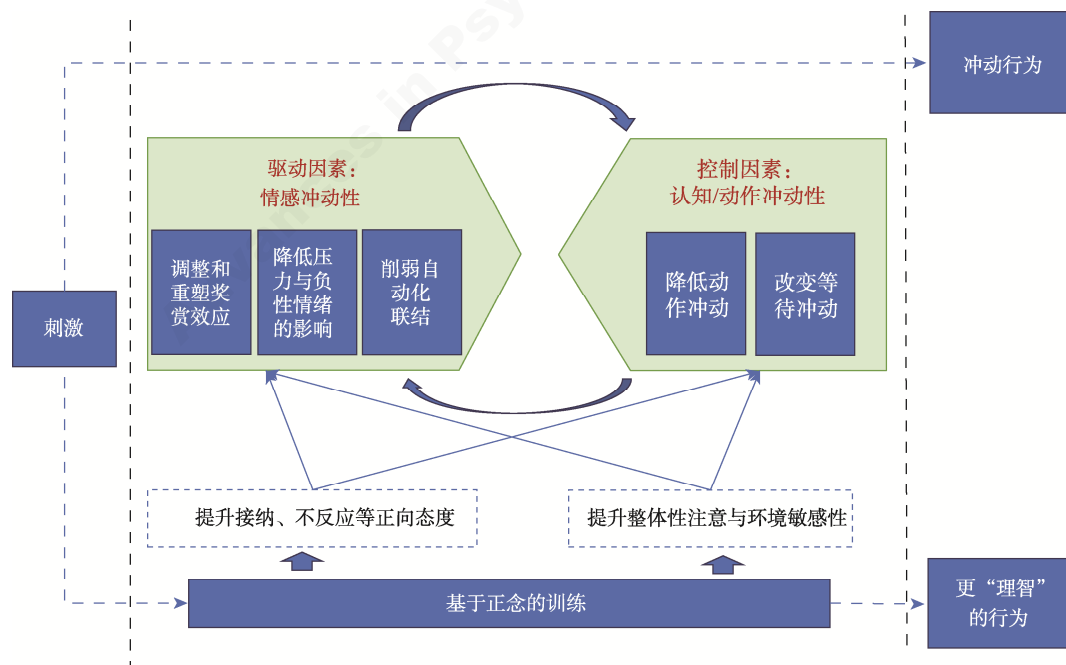 冲动行为
驱动因素：
情感冲动性
控制因素：
认知/动作冲动性
调整和
重塑奖
赏效应
降低压
力与负
性情绪
的影响
削弱自
动化
联结
降低动
作冲动
改变等
待冲动
刺激
提升接纳、不反应等正向态度
提升整体性注意与环境敏感性
基于正念的训练
更“理智”
的行为